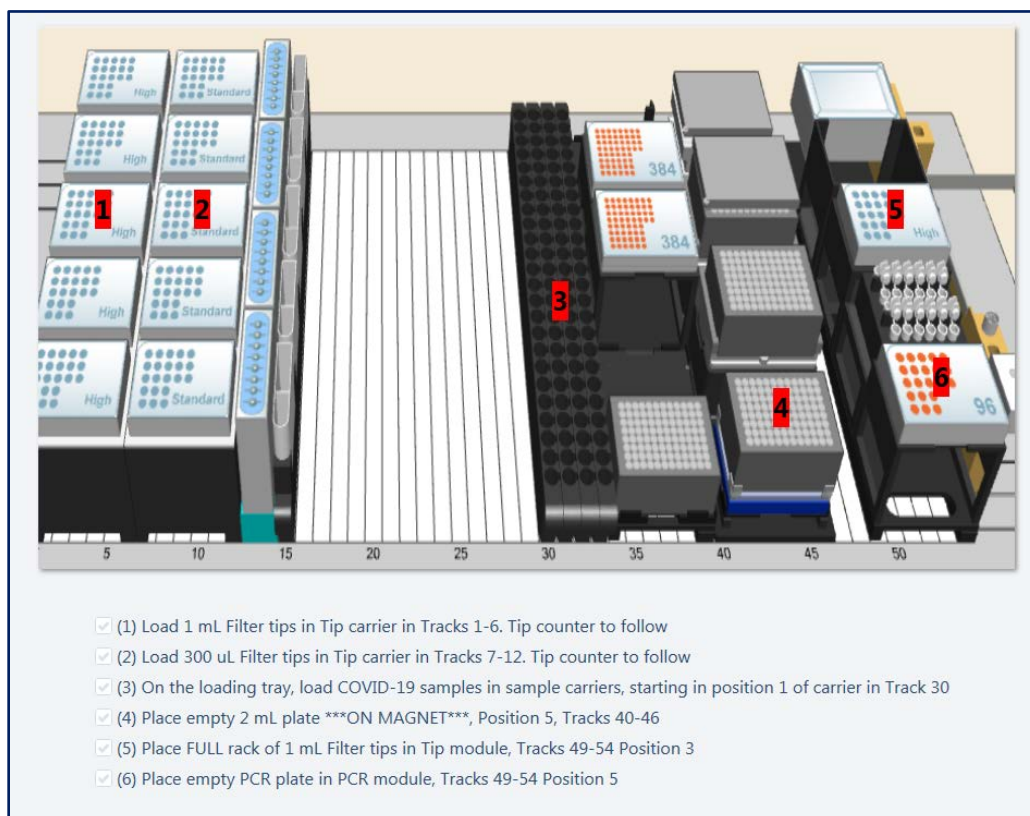 High Standard
High Standard
384
1 High 2 Standard 384 5 High
3
High Standard
6
4
High Standard 96
5 10 15 20 25 30 35 40 45 50
(1) Load 1 mL Filter tips in Tip carrier in Tracks 1-6. Tip counter to follow
(2) Load 300 uL Filter tips in Tip carrier in Tracks 7-12. Tip counter to follow
(3) On the loading tray, load COVID-19 samples in sample carriers, starting in position 1 of carrier in Track 30
(4) Place empty 2 mL plate ***ON MAGNET***, Position 5, Tracks 40-46
(5) Place FULL rack of 1 mL Filter tips in Tip module, Tracks 49-54 Position 3
(6) Place empty PCR plate in PCR module, Tracks 49-54 Position 5